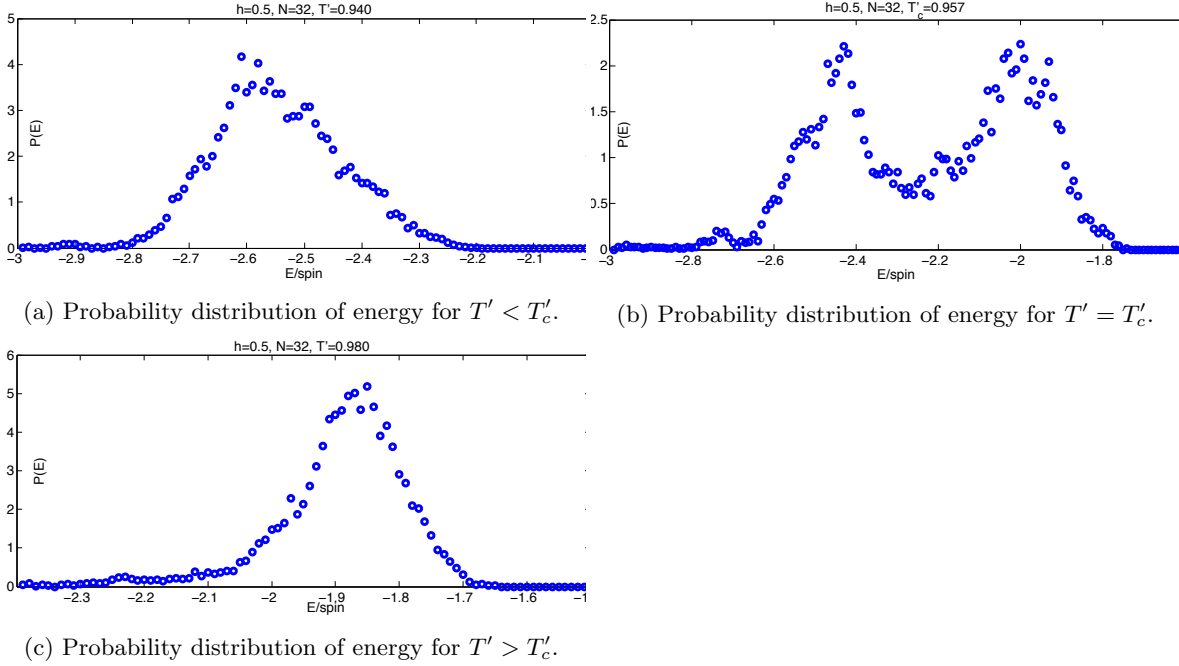 h=0.5, N=32, T'=0.940
5
4
3
2
1
0
P(E)
-3 -2.9 -2.8 -2.7 -2.6 -2.5 -2.4 -2.3 -2.2 -2.1 -2
E/spin
(a) Probability distribution of energy for T′ < T′c.
h=0.5, N=32, T'c=0.957
2.5
2
1.5
1
0.5
0
P(E)
-3 -2.8 -2.6 -2.4 -2.2 -2 -1.8
E/spin
(b) Probability distribution of energy for T′ = T′c.
h=0.5, N=32, T'=0.980
6
5
4
3
2
1
0
P(E)
-2.3 -2.2 -2.1 -2 -1.9 -1.8 -1.7 -1.6
E/spin
(c) Probability distribution of energy for T′ > T′c.